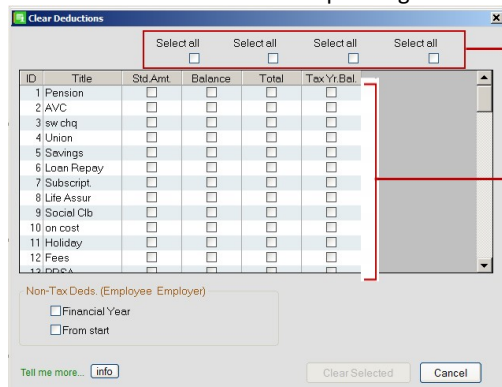 Clear Deductions
Select all Select all Select all Select all
ID Title Std.Amt. Balance Total Tax Yr.Bal.
1 Pension
2 AVC
3 sw chq
4 Union
5 Savings
6 Loan Repay
7 Subscript.
8 Life Assur
9 Social Clb
10 on cost
11 Holiday
12 Fees
13 PRSA
Non-Tax Deds. (Employee Employer)
Financial Year
From start
Tell me more... info Clear Selected Cancel